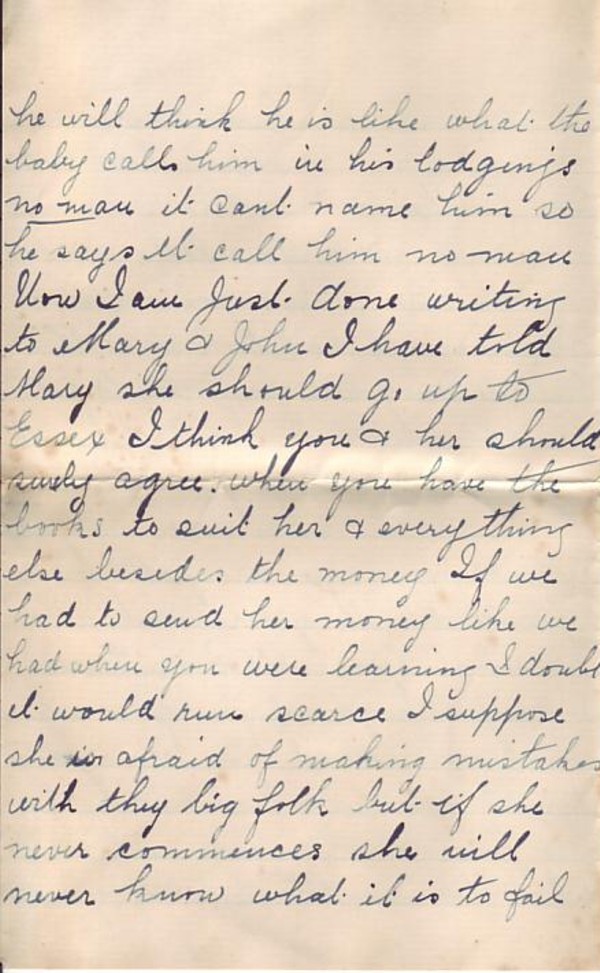 he will think he is like what the
baby calls him in his lodgings
no man it cant name him so
he says Il call him no man
Now I am Just done writing
to Mary & John I have told
Mary she should go up to
Essex I think you & her should
surely agree. when you have the
books to suit her & everything
else besides the money If we
had to send her money like we
had when you were learning I doubt
it would run scarce I suppose
she is afraid of making mistakes
with they big folk but if she
never commences she will
never know what it is to fail